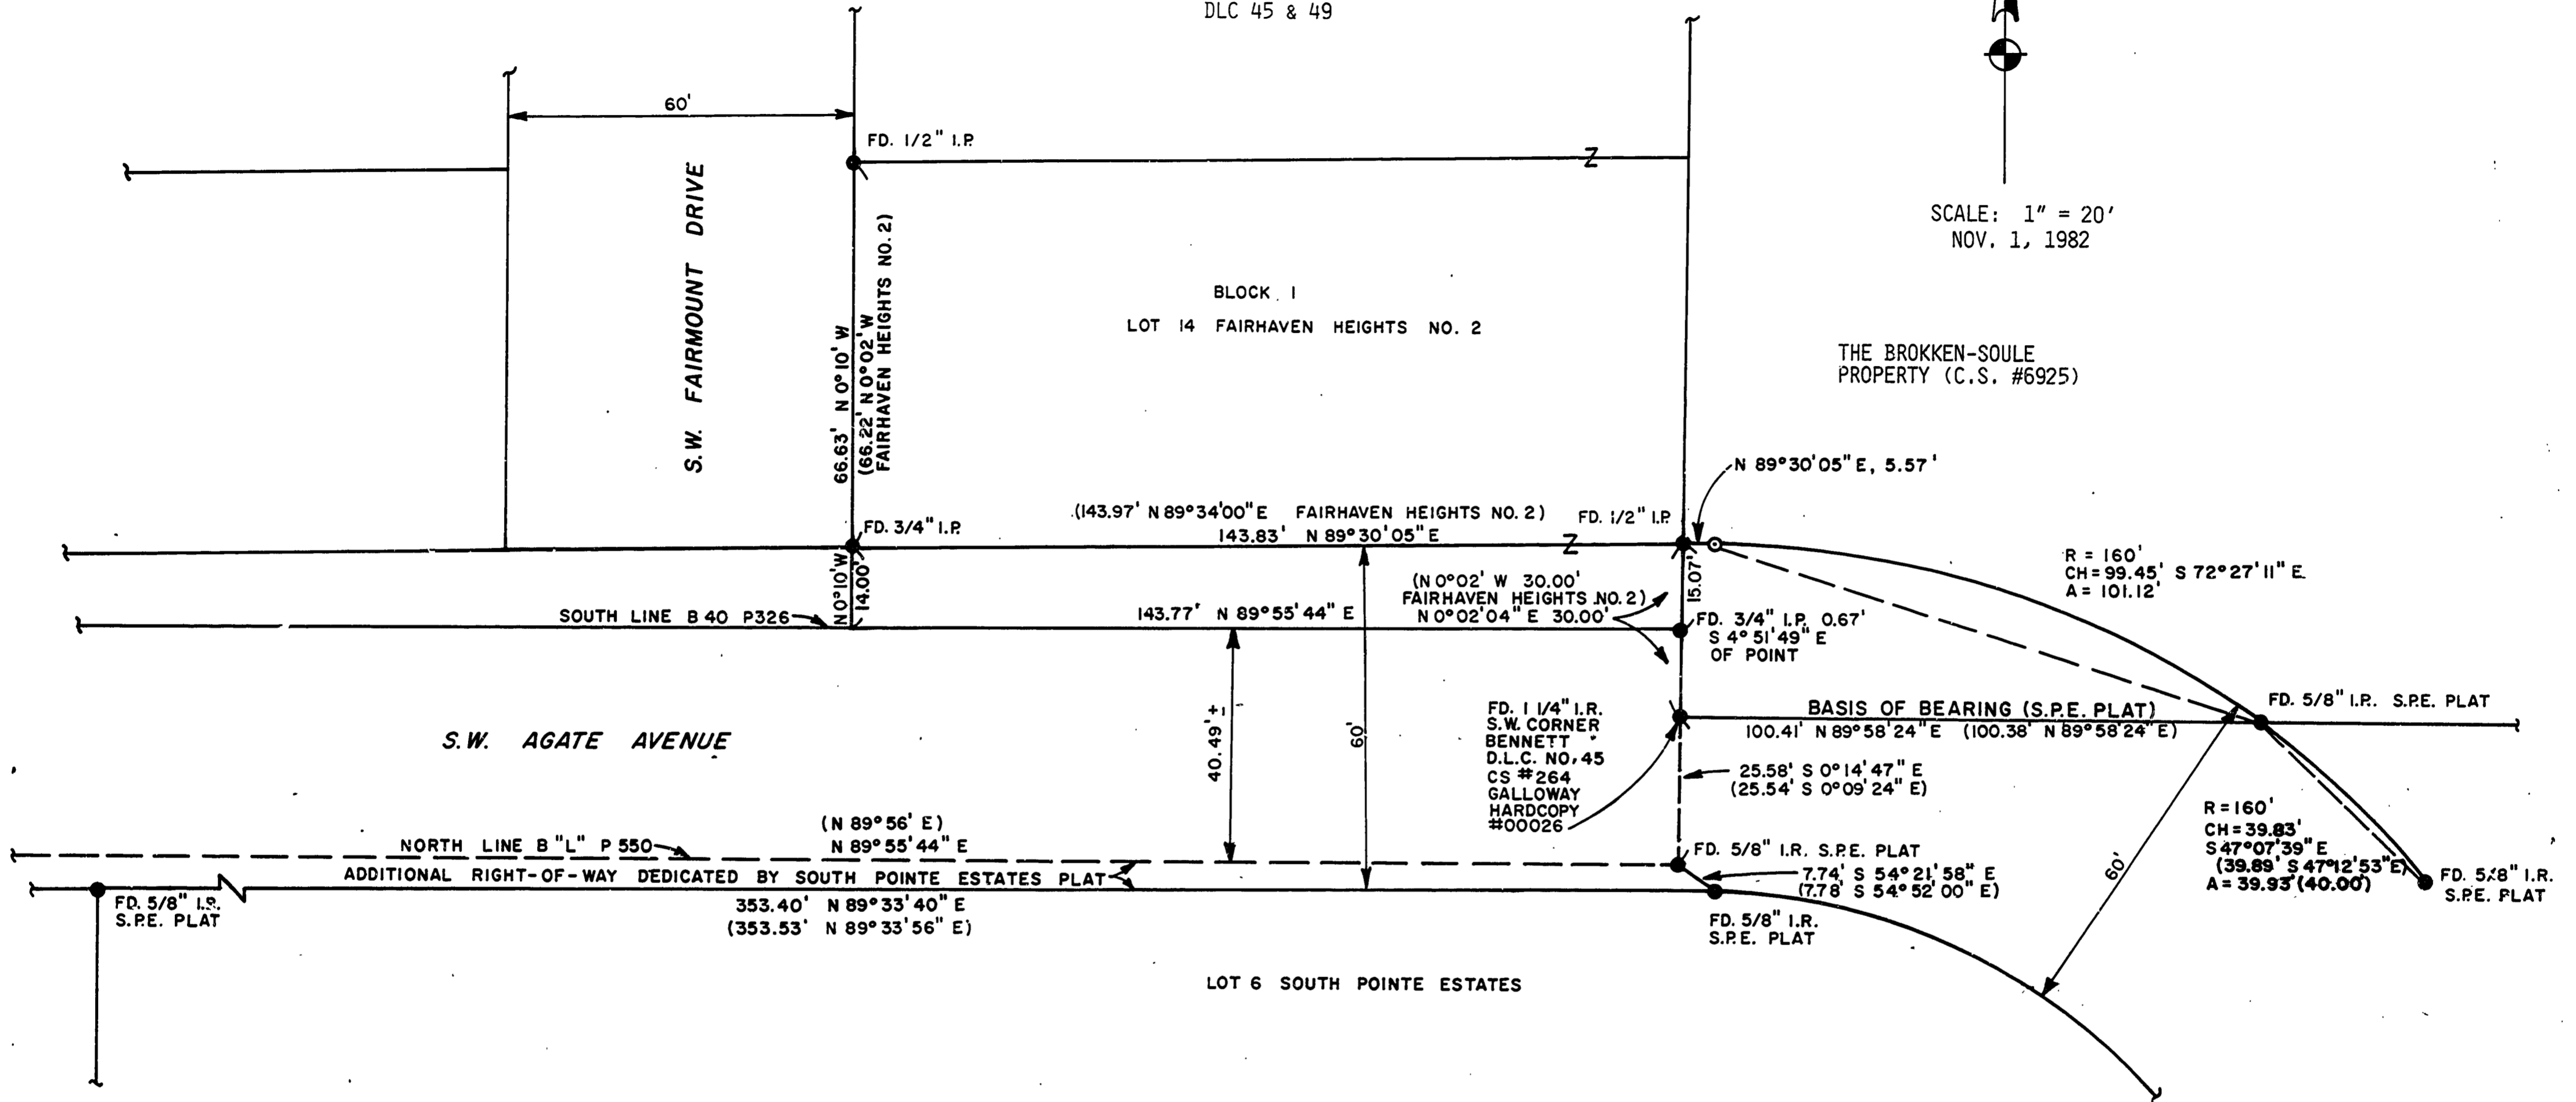 DLC 45 & 49
60'
FD. 1/2" I.P.
S.W. FAIRMOUNT DRIVE
66.63' N 0°10' W
(66.22' N 0°02' W
FAIRHAVEN HEIGHTS NO. 2)
BLOCK 1
LOT 14 FAIRHAVEN HEIGHTS NO. 2
SCALE: 1" = 20'
NOV. 1, 1982
THE BROKKEN-SOULE
PROPERTY (C.S. #6925)
N 89°30'05" E, 5.57'
FD. 3/4" I.P.
(143.97' N 89°34'00" E FAIRHAVEN HEIGHTS NO. 2)
143.83' N 89°30'05" E
Z
Z
FD. 1/2" I.P.
R = 160'
CH = 99.45' S 72°27'11" E
A = 101.12'
N 0°10' W
14.00'
15.07'
(N 0°02' W 30.00'
FAIRHAVEN HEIGHTS NO. 2)
N 0°02'04" E 30.00'
SOUTH LINE B 40 P326
143.77' N 89°55'44" E
FD. 3/4" I.P. 0.67'
S 4°51'49" E
OF POINT
FD. 5/8" I.R. S.P.E. PLAT
BASIS OF BEARING (S.P.E. PLAT)
100.41' N 89°58'24" E (100.38' N 89°58'24" E)
FD. 1 1/4" I.R.
S.W. CORNER
BENNETT
D.L.C. NO. 45
CS #264
GALLOWAY
HARDCOPY
#00026
S.W. AGATE AVENUE
40.49'±
60'
25.58' S 0°14'47" E
(25.54' S 0°09'24" E)
60'
R = 160'
CH = 39.83'
S 47°07'39" E
(39.89' S 47°12'53" E)
A = 39.93' (40.00')
FD. 5/8" I.R.
S.P.E. PLAT
(N 89°56' E)
N 89°55'44" E
NORTH LINE B "L" P 550
FD. 5/8" I.R. S.P.E. PLAT
7.74' S 54°21'58" E
(7.78' S 54°52'00" E)
ADDITIONAL RIGHT-OF-WAY DEDICATED BY SOUTH POINTE ESTATES PLAT
FD. 5/8" I.R.
S.P.E. PLAT
353.40' N 89°33'40" E
(353.53' N 89°33'56" E)
FD. 5/8" I.R.
S.P.E. PLAT
LOT 6 SOUTH POINTE ESTATES